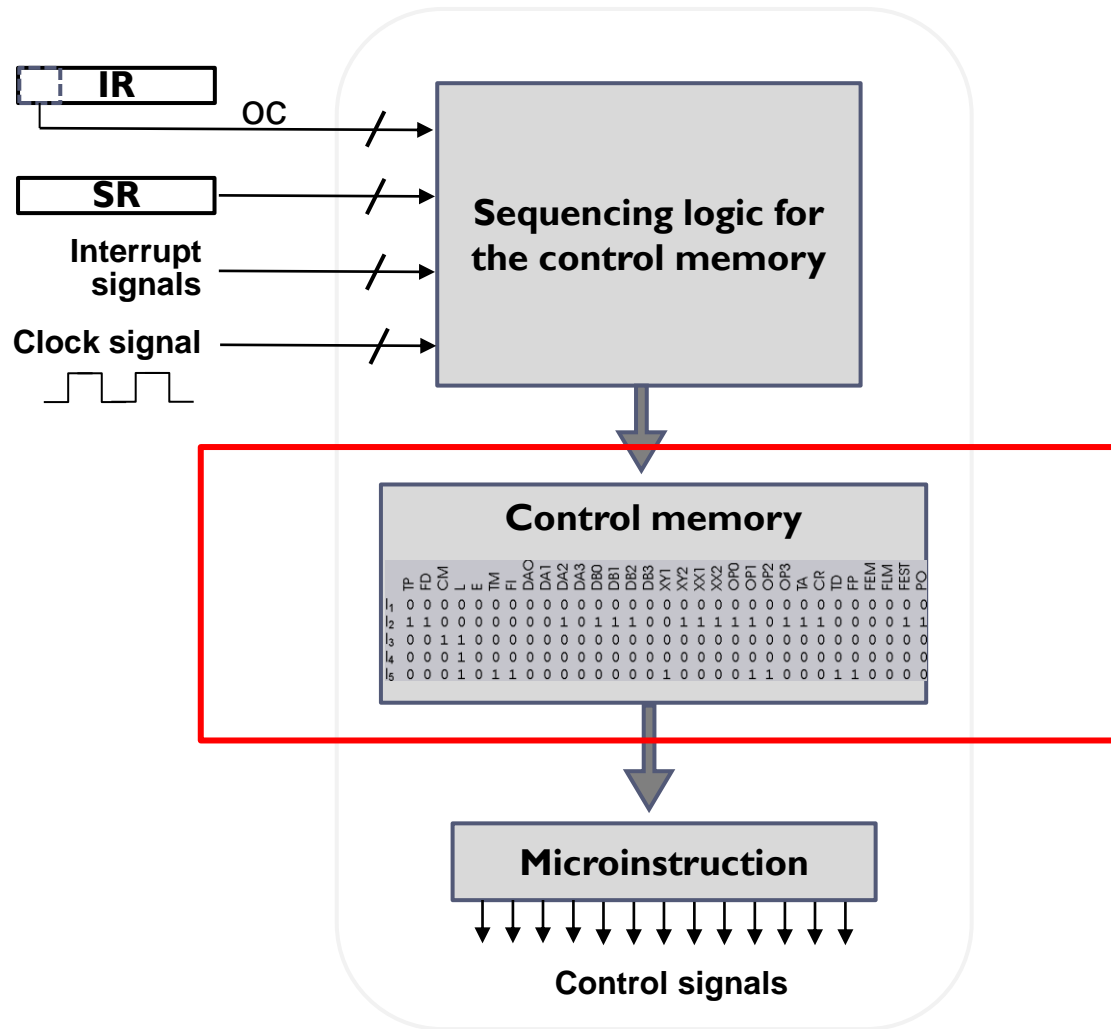 IR
OC
SR
Interrupt
signals
Clock signal
Sequencing logic for
the control memory
Control memory
TP FD CM L E TM FI DAO DA1 DA2 DA3 DB0 DB1 DB2 DB3 XY1 XY2 XX1 XX2 OP0 OP1 OP2 OP3 TA CR TD FP FEM FLM FEST PO
I1 0 0 0 0 0 0 0 0 0 0 0 0 0 0 0 0 0 0 0 0 0 0 0 0 0 0 0 0 0 0 0
I2 1 1 0 0 0 0 0 0 0 1 0 1 1 1 0 0 1 1 1 1 0 0 1 1 1 0 0 0 0 1 1
I3 0 0 1 1 0 0 0 0 0 0 0 0 0 0 0 0 0 0 0 0 0 0 0 0 0 0 0 0 0 0 0
I4 0 0 0 1 0 0 0 0 0 0 0 0 0 0 0 0 0 0 0 0 0 0 0 0 0 0 0 0 0 0 0
I5 0 0 0 1 0 1 1 0 0 0 0 0 0 0 0 1 0 0 0 0 1 1 0 0 0 1 1 0 0 0 0
Microinstruction
Control signals